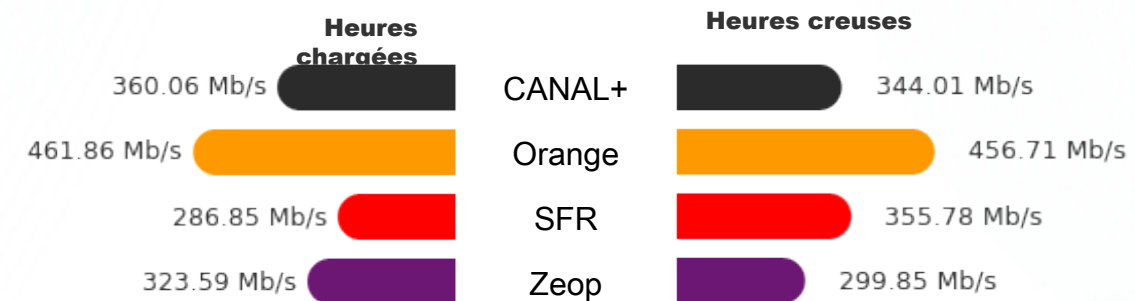 Heures
chargées
Heures creuses
360.06 Mb/s CANAL+ 344.01 Mb/s
461.86 Mb/s Orange 456.71 Mb/s
286.85 Mb/s SFR 355.78 Mb/s
323.59 Mb/s Zeop 299.85 Mb/s